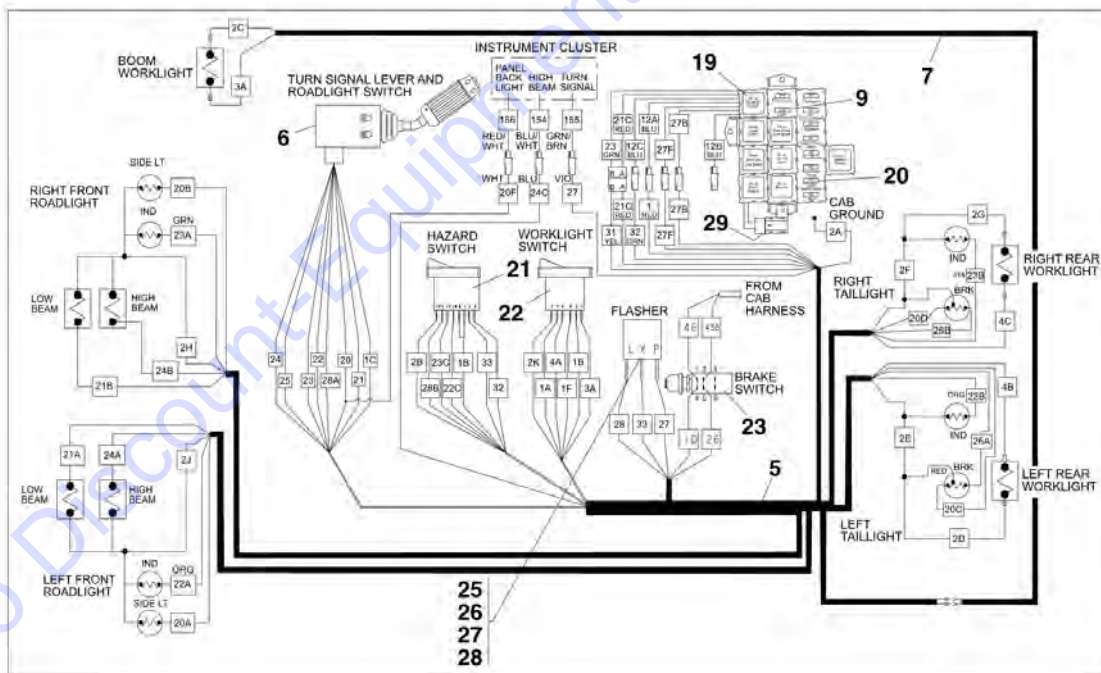 2C
BOOM
WORKLIGHT
3A
7
INSTRUMENT CLUSTER
PANEL
BACK HIGH TURN
LIGHT BEAM SIGNAL
TURN SIGNAL LEVER AND
ROADLIGHT SWITCH
6
156 154 155
RED/ BLU/ GRN/
WHT WHT BRN
WHT BLU VIO
20F 24C 27
19
9
20
29
21C
RED
12A
BLU
27B
23
GRN
12C
BLU
27F
12B
BLU
B A
B A
21C
RED
1
RED
27B
31
YEL
32
GRN
27F
CAB
GROUND
2A
SIDE LT
20B
RIGHT FRONT
ROADLIGHT
IND
GRN
23A
LOW
BEAM
HIGH
BEAM
2H
24B
21B
HAZARD
SWITCH
21
WORKLIGHT
SWITCH
22
FLASHER
L Y P
FROM
CAB
HARNESS
BRAKE
SWITCH
23
24 22 20 1C
25 23 28A 21
2B 23C 1B 33
28B 22C 32
2K 4A 1B
1A 1F 3A
28 33 27
1D 26
5
2G
IND
2F
23B
RIGHT REAR
WORKLIGHT
RIGHT
TAILLIGHT
BRK
20D
26B
4C
4B
ORG
22B
IND
2E
26A
RED
BRK
20C
LEFT REAR
WORKLIGHT
LEFT
TAILLIGHT
2D
21A
24A
2J
LOW
BEAM
HIGH
BEAM
IND
ORG
22A
LEFT FRONT
ROADLIGHT
SIDE LT
20A
25
26
27
28
Discount-Equipment